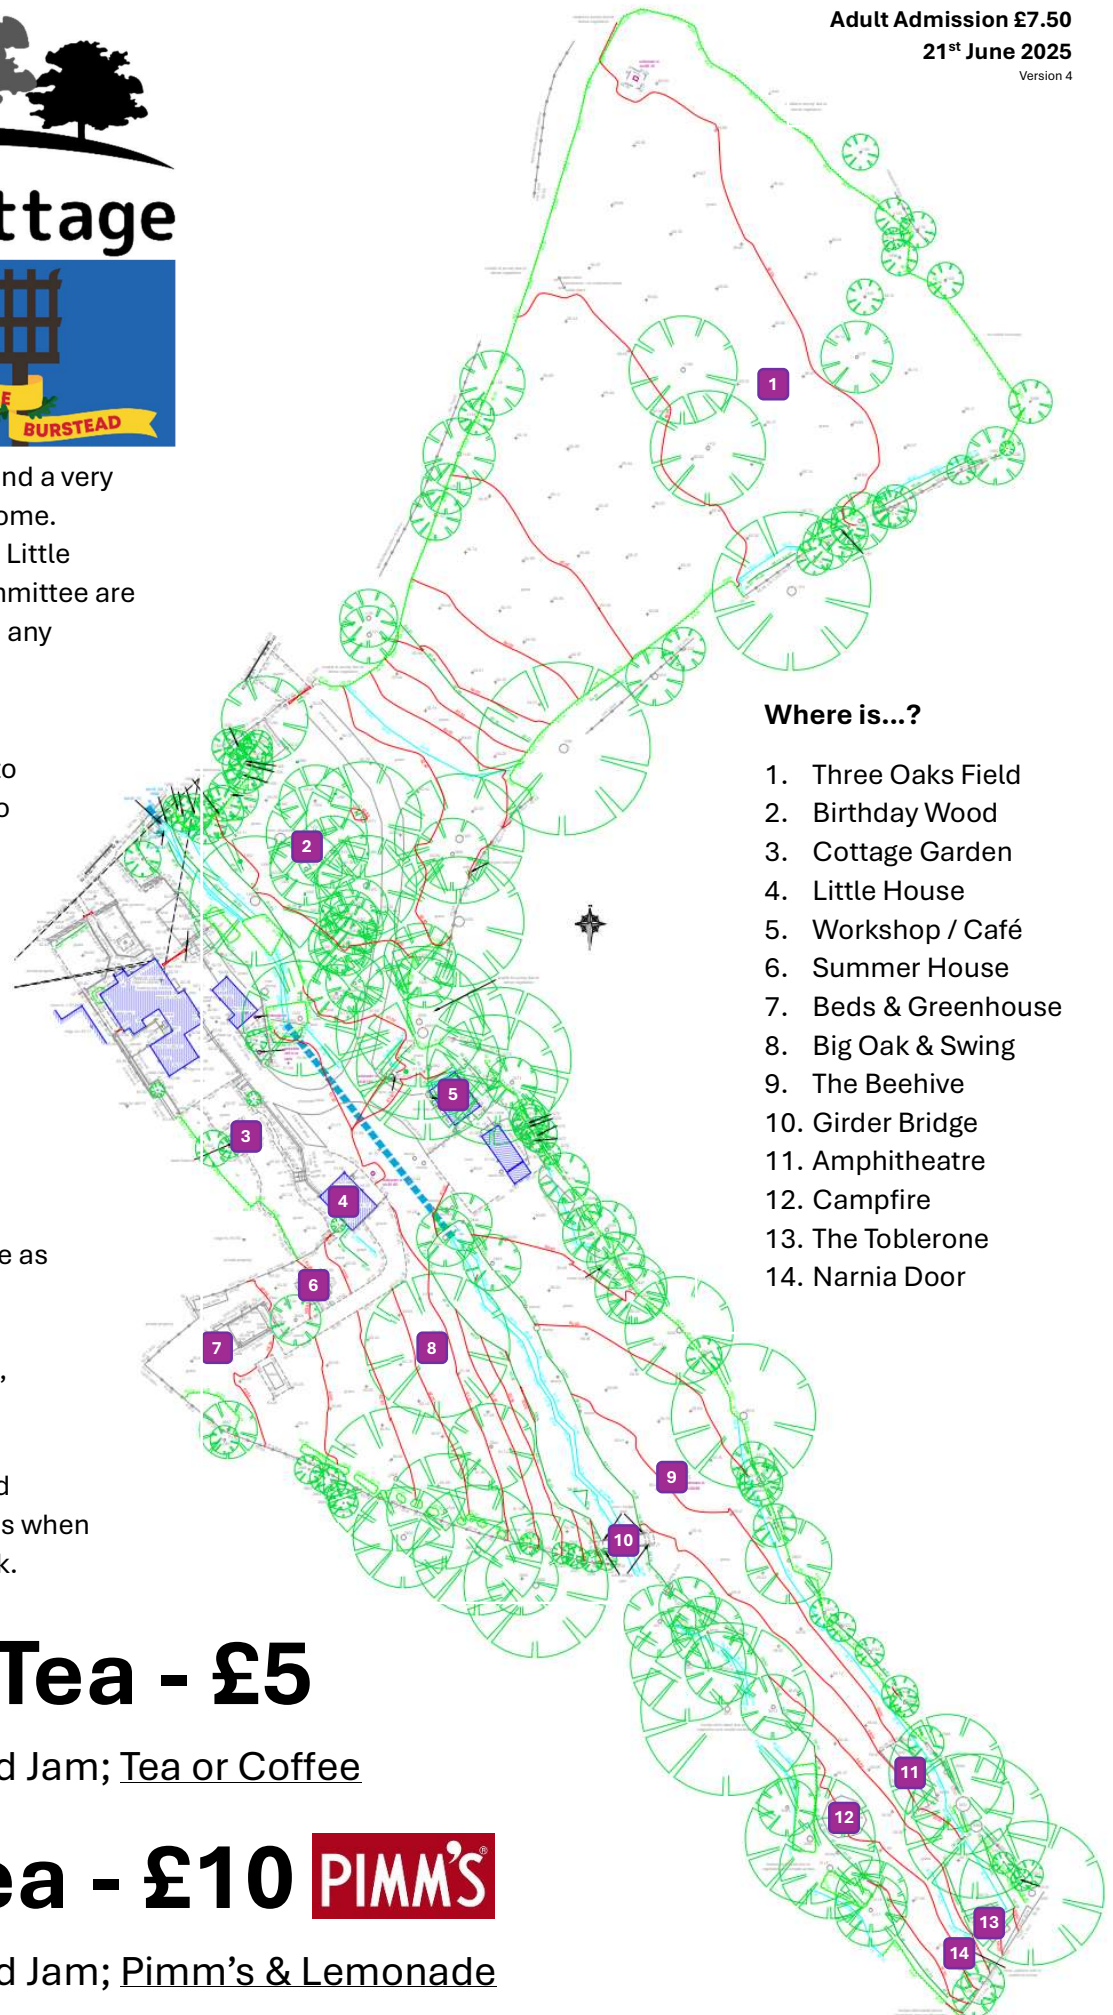 Adult Admission £7.50
21st June 2025
Version 4
ttage
E
BURSTEAD
nd a very
ome.
Little
mmittee are
any
to
o
e as
,
d
s when
k.
Where is...?
1. Three Oaks Field
2. Birthday Wood
3. Cottage Garden
4. Little House
5. Workshop / Café
6. Summer House
7. Beds & Greenhouse
8. Big Oak & Swing
9. The Beehive
10. Girder Bridge
11. Amphitheatre
12. Campfire
13. The Toblerone
14. Narnia Door
1
2
3
4
5
6
7
8
9
10
11
12
13
14
Tea - £5
d Jam; Tea or Coffee
ea - £10 PIMM'S®
d Jam; Pimm's & Lemonade